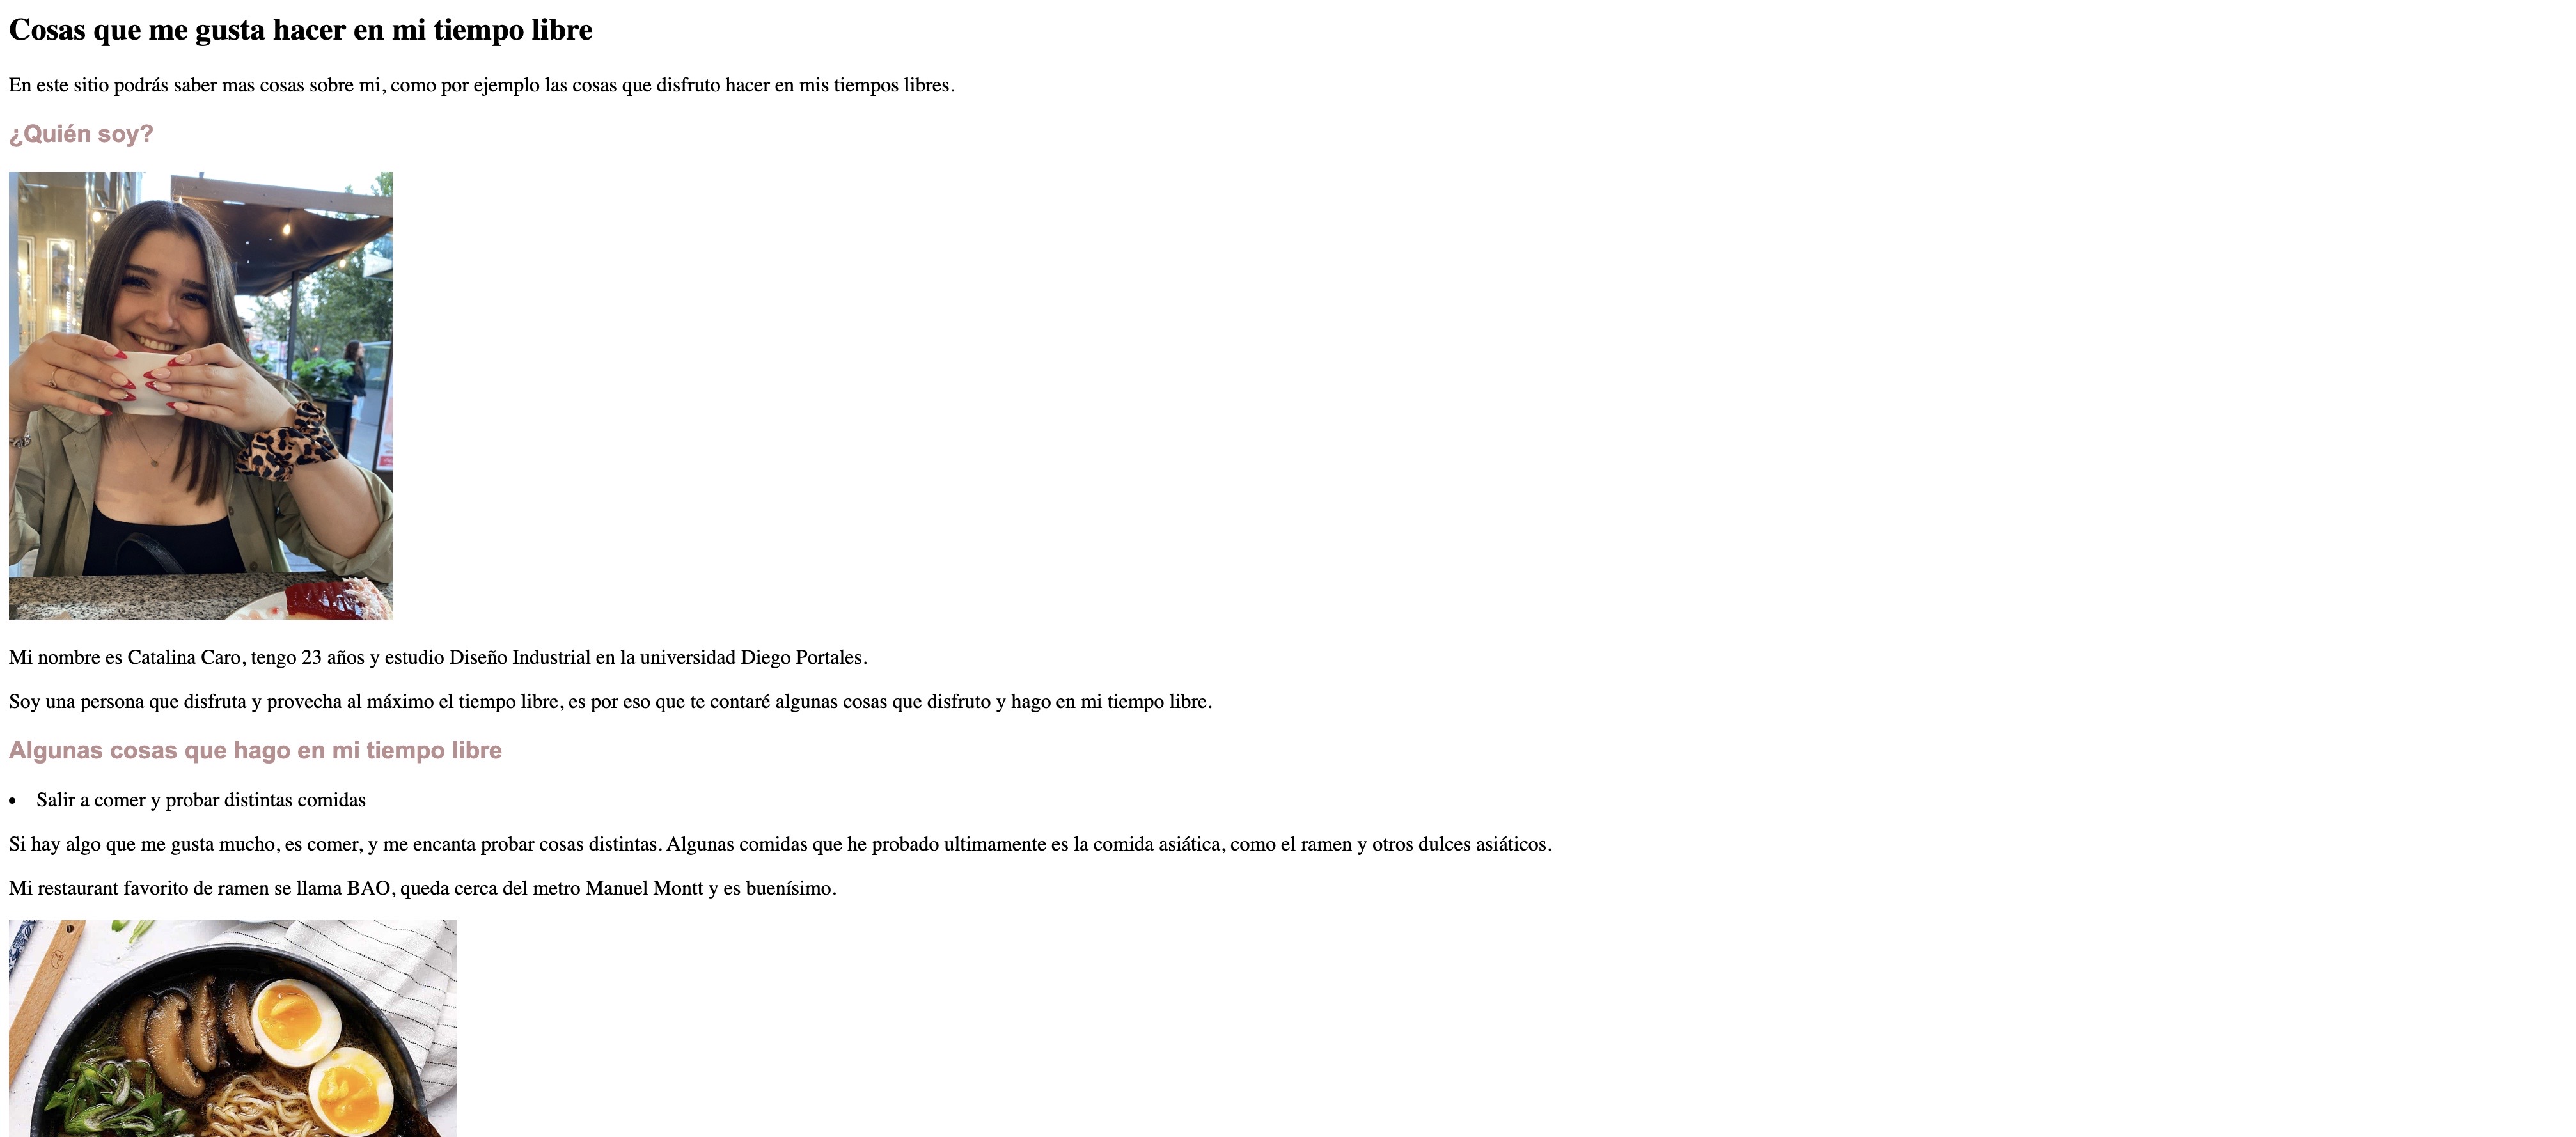 Cosas que me gusta hacer en mi tiempo libre
En este sitio podrás saber mas cosas sobre mi, como por ejemplo las cosas que disfruto hacer en mis tiempos libres.
¿Quién soy?
Mi nombre es Catalina Caro, tengo 23 años y estudio Diseño Industrial en la universidad Diego Portales.
Soy una persona que disfruta y provecha al máximo el tiempo libre, es por eso que te contaré algunas cosas que disfruto y hago en mi tiempo libre.
Algunas cosas que hago en mi tiempo libre
• Salir a comer y probar distintas comidas
Si hay algo que me gusta mucho, es comer, y me encanta probar cosas distintas. Algunas comidas que he probado ultimamente es la comida asiática, como el ramen y otros dulces asiáticos.
Mi restaurant favorito de ramen se llama BAO, queda cerca del metro Manuel Montt y es buenísimo.